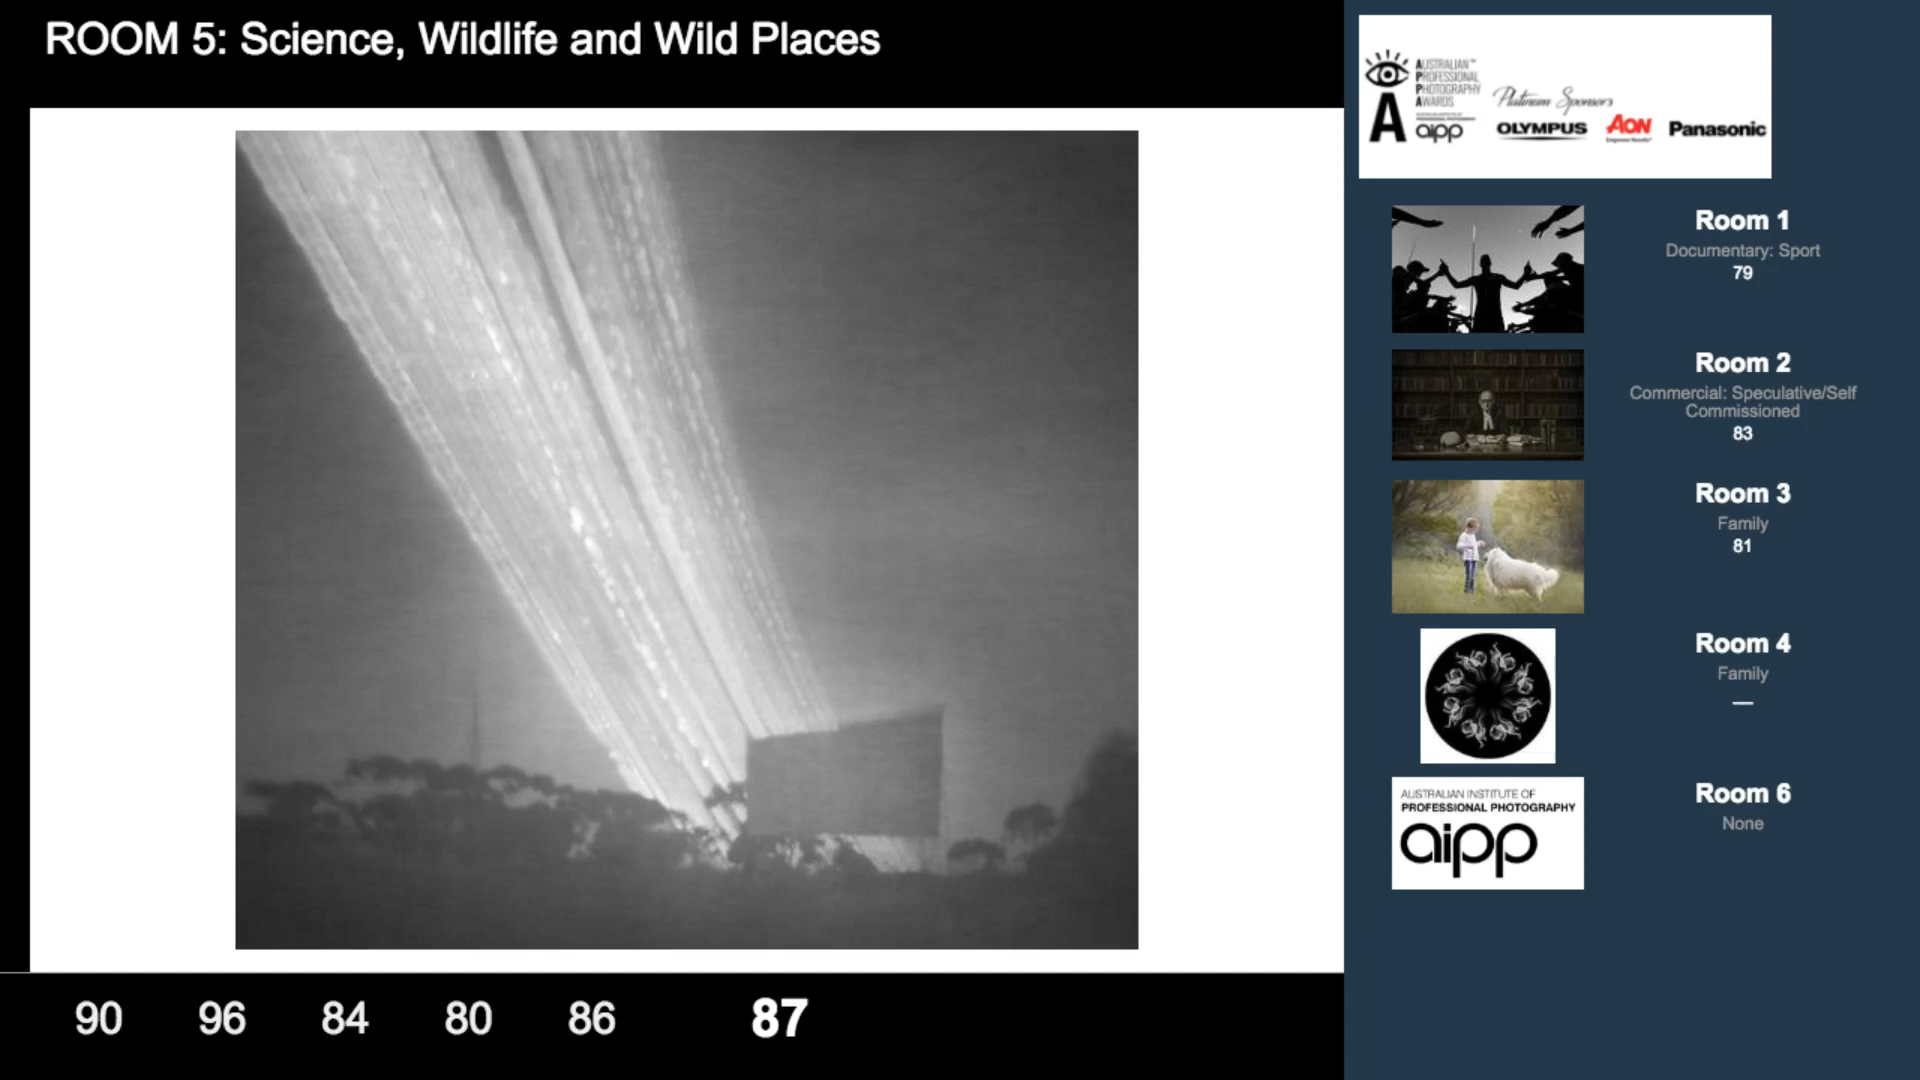 ROOM 5: Science, Wildlife and Wild Places
90 96 84 80 86 87
AUSTRALIAN™
PROFESSIONAL
PHOTOGRAPHY
AWARDS
A
aipp
Platinum Sponsors
OLYMPUS AON Panasonic
Room 1
Documentary: Sport
79
Room 2
Commercial: Speculative/Self
Commissioned
83
Room 3
Family
81
Room 4
Family
—
AUSTRALIAN INSTITUTE OF
PROFESSIONAL PHOTOGRAPHY
aipp
Room 6
None